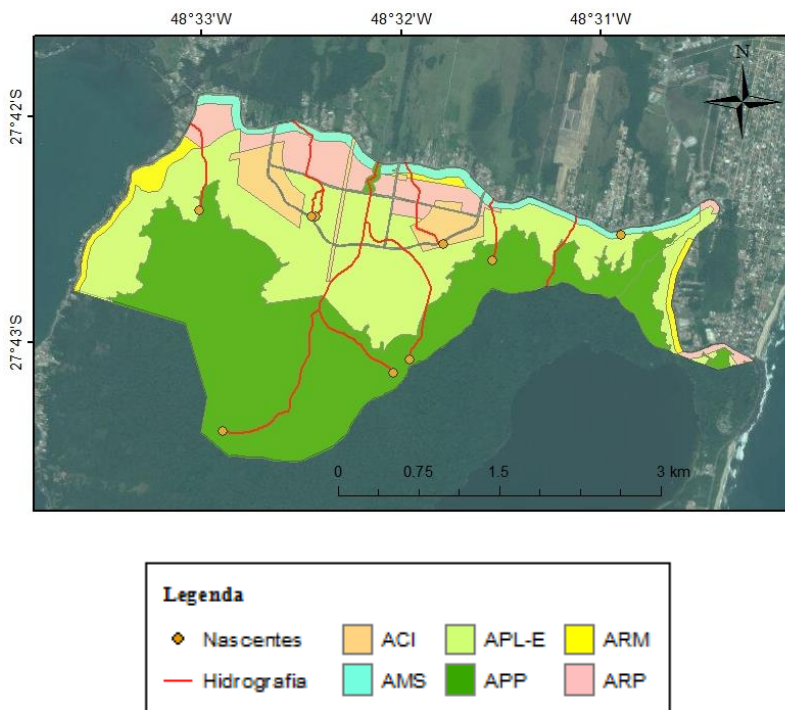 48°33'W 48°32'W 48°31'W
N
27°42'S
27°43'S
0 0.75 1.5 3 km
Legenda
Nascentes ACI APL-E ARM
Hidrografia AMS APP ARP